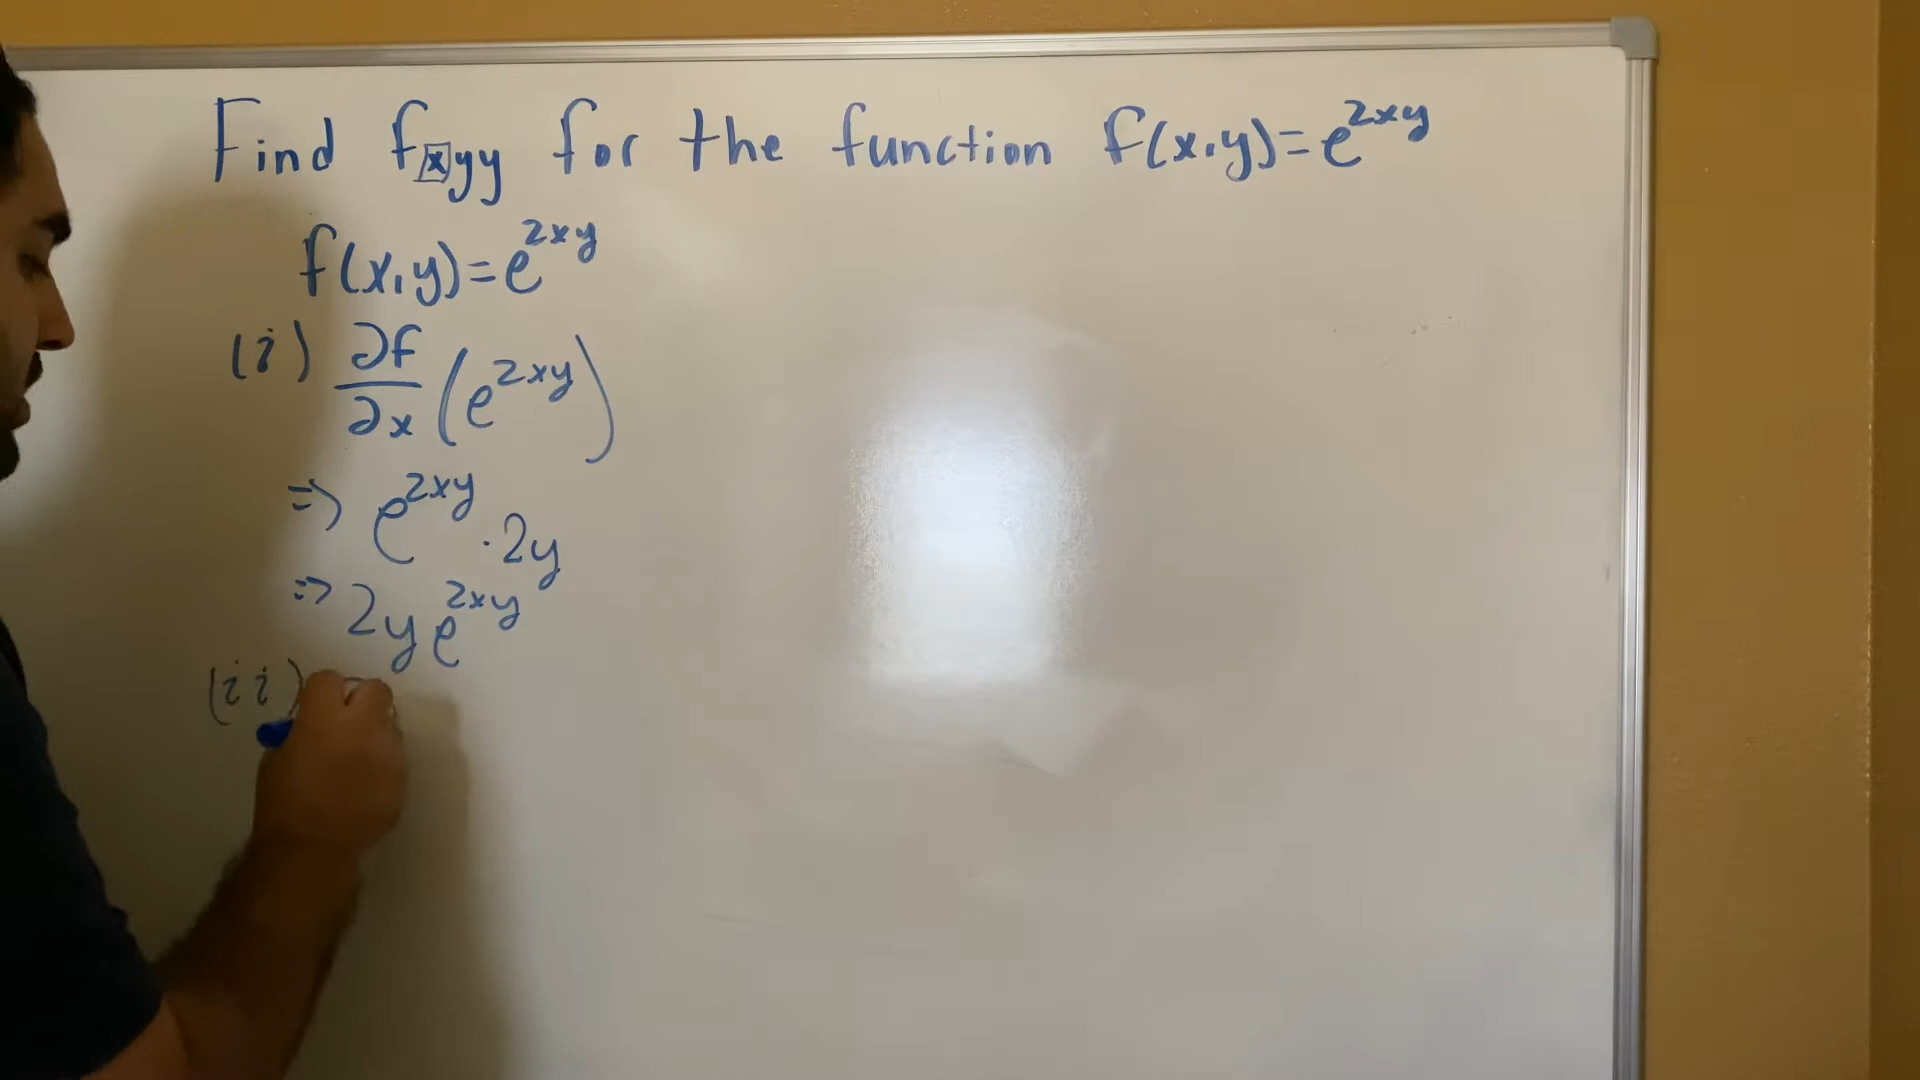 Find fxyy for the function f(x,y)=e^2xy
f(x,y)=e^2xy
(i) ∂f/∂x (e^2xy)
=> e^2xy · 2y
=> 2ye^2xy
(ii)